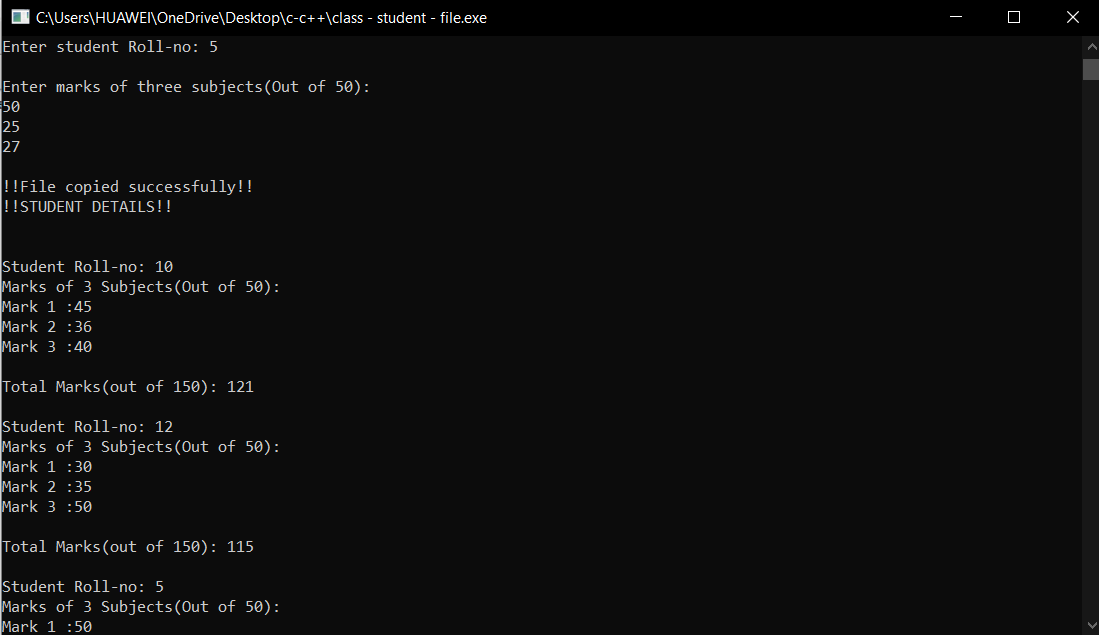 C:\Users\HUAWEI\OneDrive\Desktop\c-c++\class - student - file.exe
Enter student Roll-no: 5
Enter marks of three subjects(Out of 50):
50
25
27
!!File copied successfully!!
!!STUDENT DETAILS!!
Student Roll-no: 10
Marks of 3 Subjects(Out of 50):
Mark 1 :45
Mark 2 :36
Mark 3 :40
Total Marks(out of 150): 121
Student Roll-no: 12
Marks of 3 Subjects(Out of 50):
Mark 1 :30
Mark 2 :35
Mark 3 :50
Total Marks(out of 150): 115
Student Roll-no: 5
Marks of 3 Subjects(Out of 50):
Mark 1 :50